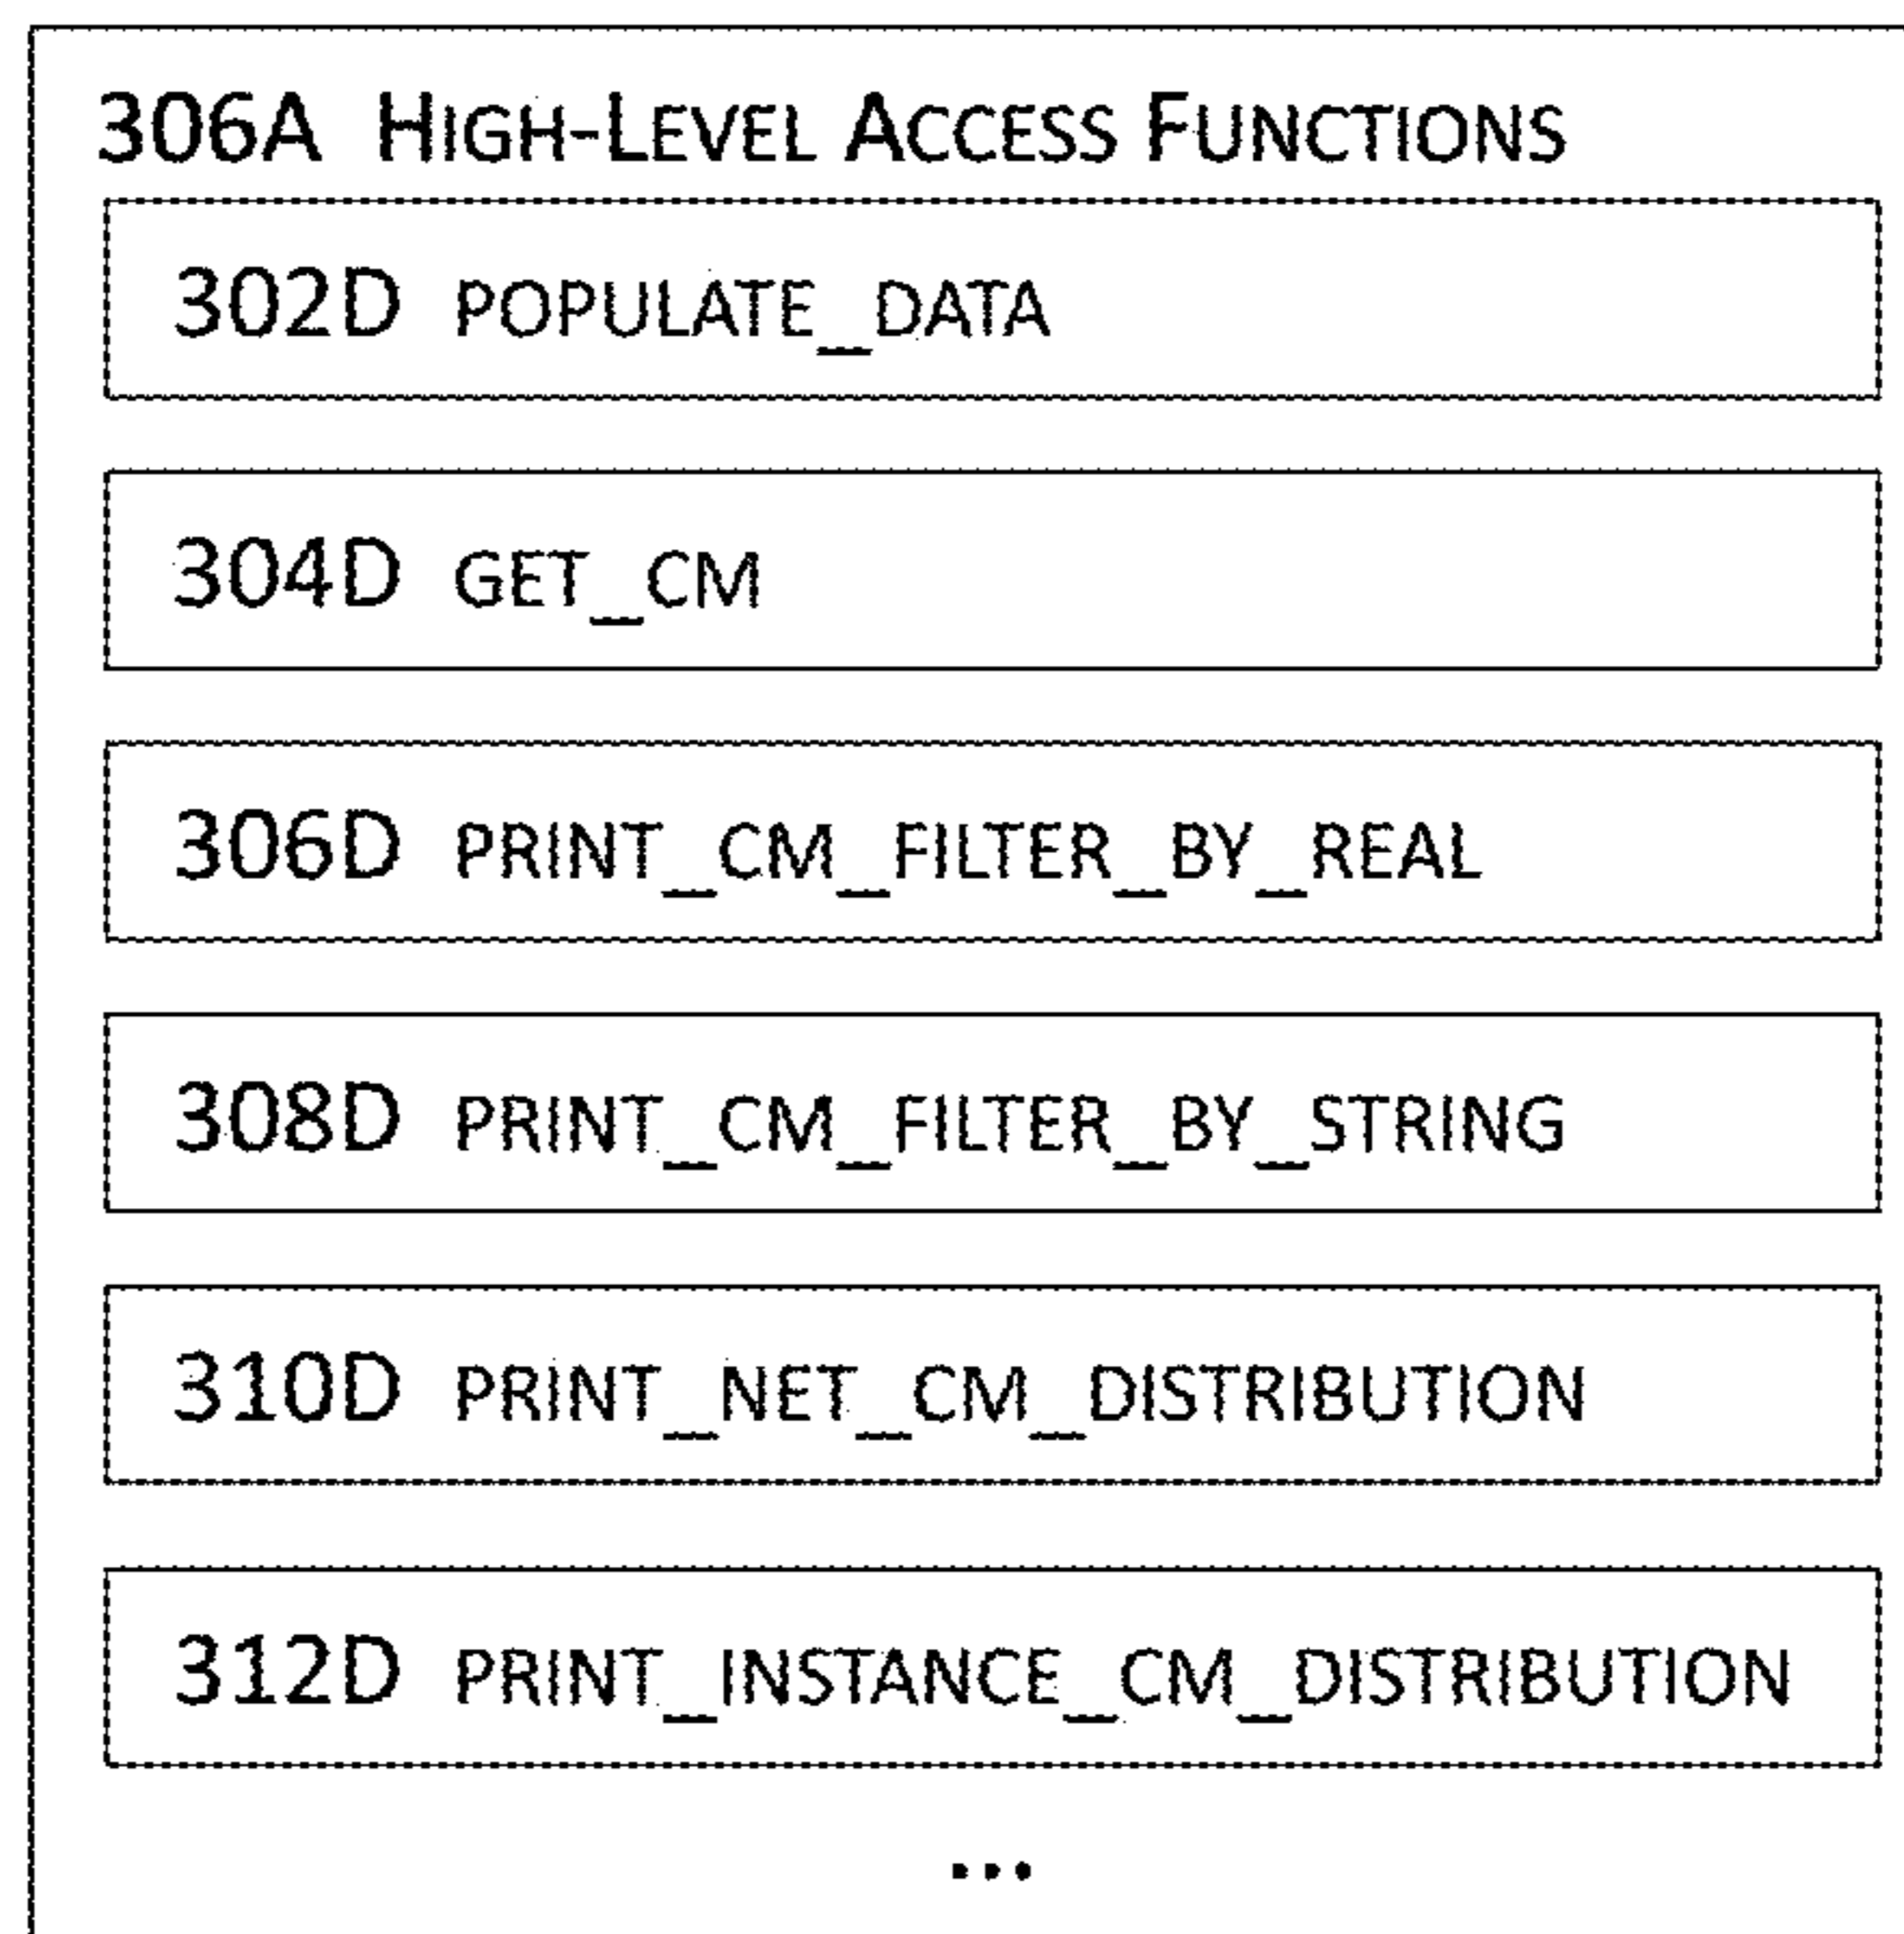 306A HIGH-LEVEL ACCESS FUNCTIONS
302D POPULATE_DATA
304D GET_CM
306D PRINT_CM_FILTER_BY_REAL
308D PRINT_CM_FILTER_BY_STRING
310D PRINT_NET_CM_DISTRIBUTION
312D PRINT_INSTANCE_CM_DISTRIBUTION
...